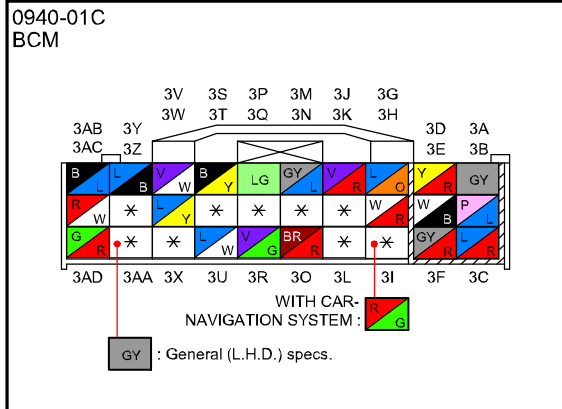 0940-01C
BCM
3V 3S 3P 3M 3J 3G
3W 3T 3Q 3N 3K 3H
3AB 3Y 3D 3A
3AC 3Z 3E 3B
B L L B V W B Y LG GY L V R L O Y R GY
R W * * L Y * * * * W R W B P L
G R * * * L W V G BR R * * GY R L R
3AD 3AA 3X 3U 3R 3O 3L 3I 3F 3C
WITH CAR-
NAVIGATION SYSTEM : R G
GY : General (L.H.D.) specs.